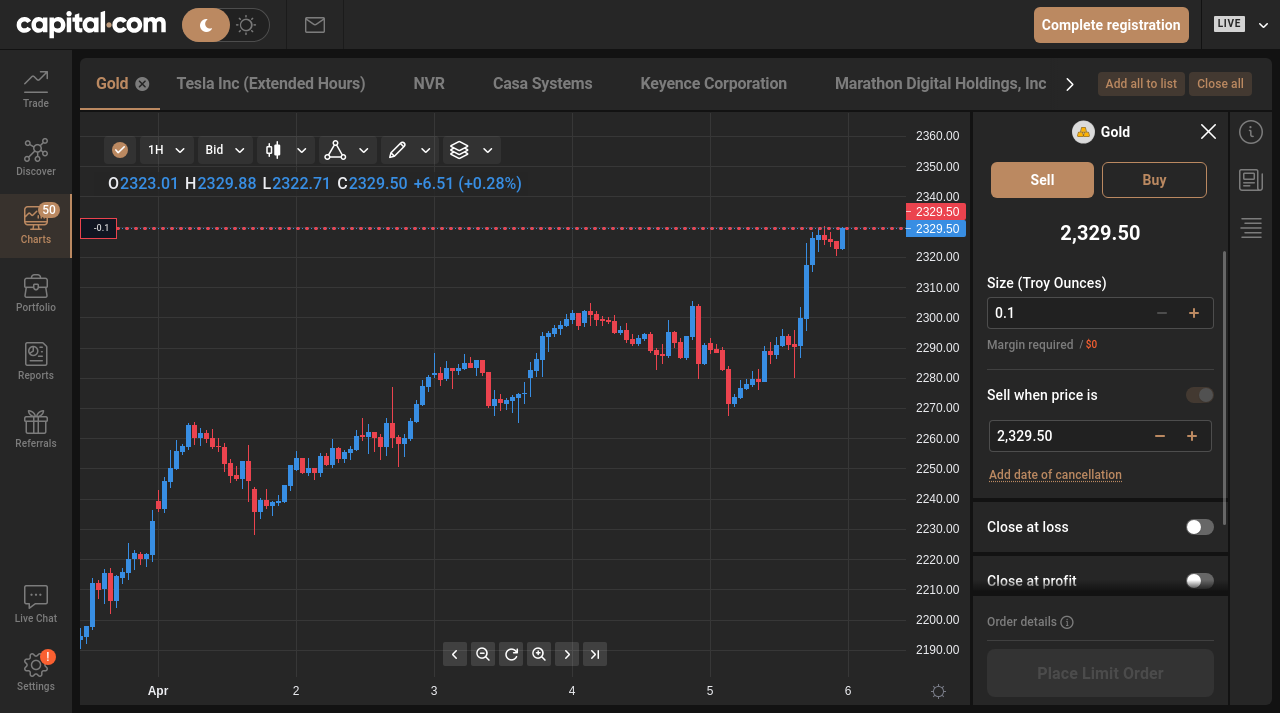 capital.com
Complete registration
LIVE
Trade
Discover
50
Charts
Portfolio
Reports
Referrals
Live Chat
!
Settings
Gold
Tesla Inc (Extended Hours)
NVR
Casa Systems
Keyence Corporation
Marathon Digital Holdings, Inc
Add all to list
Close all
1H
Bid
O2323.01 H2329.88 L2322.71 C2329.50 +6.51 (+0.28%)
-0.1
2360.00
2350.00
2340.00
2329.50
2329.50
2320.00
2310.00
2300.00
2290.00
2280.00
2270.00
2260.00
2250.00
2240.00
2230.00
2220.00
2210.00
2200.00
2190.00
Apr
2
3
4
5
6
Gold
Sell
Buy
2,329.50
Size (Troy Ounces)
0.1
Margin required / $0
Sell when price is
2,329.50
Add date of cancellation
Close at loss
Close at profit
Order details
Place Limit Order